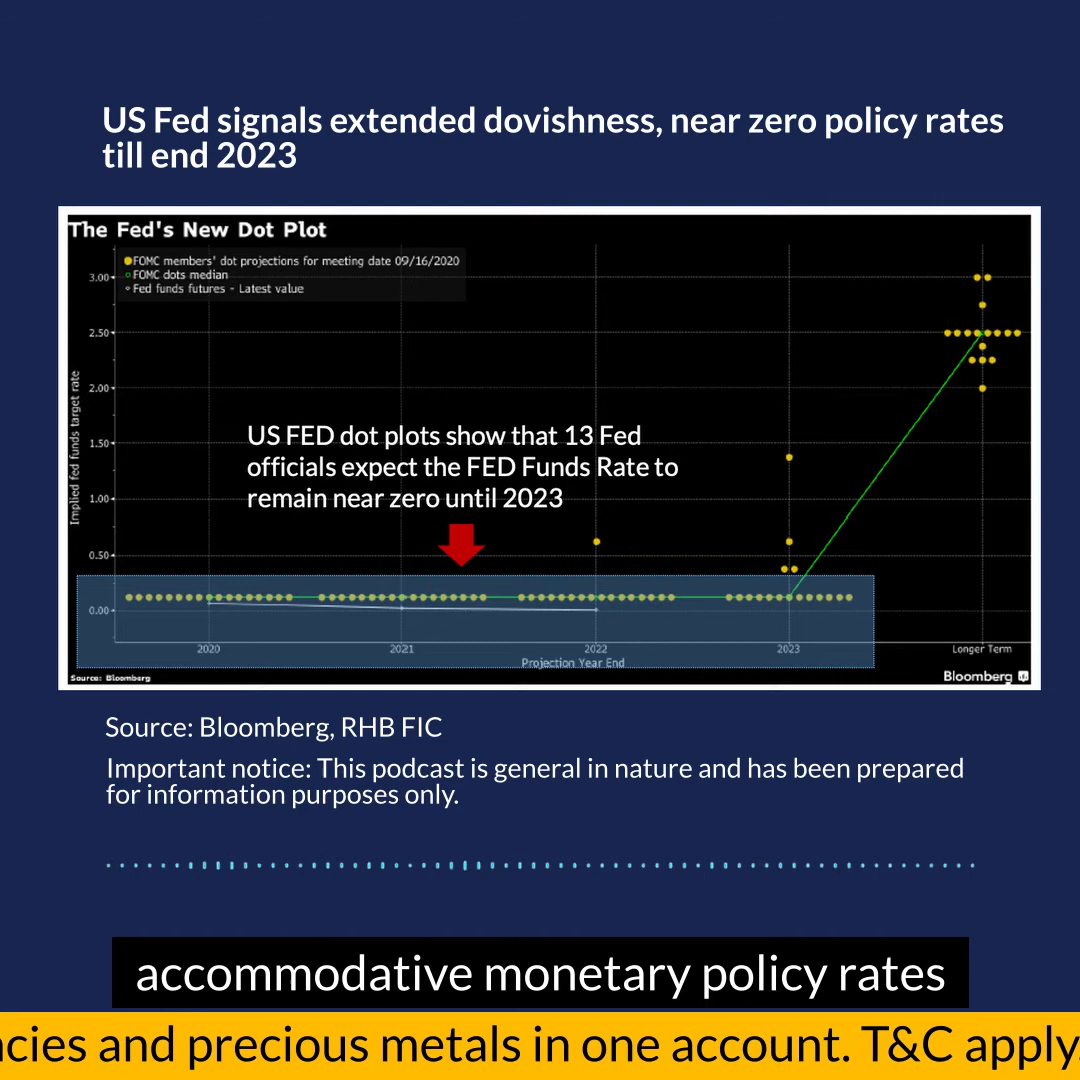 US Fed signals extended dovishness, near zero policy rates
till end 2023
The Fed's New Dot Plot
FOMC members' dot projections for meeting date 09/16/2020
FOMC dots median
Fed funds futures - Latest value
3.00
2.50
2.00
1.50
1.00
0.50
0.00
Implied fed funds target rate
US FED dot plots show that 13 Fed
officials expect the FED Funds Rate to
remain near zero until 2023
2020 2021 2022 2023 Longer Term
Projection Year End
Source: Bloomberg
Bloomberg
Source: Bloomberg, RHB FIC
Important notice: This podcast is general in nature and has been prepared
for information purposes only.
accommodative monetary policy rates
and precious metals in one account. T&C apply.